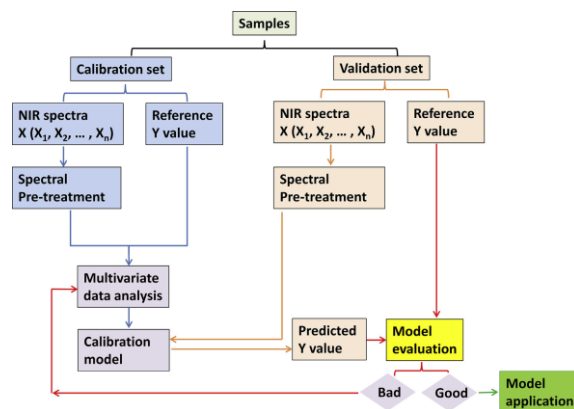 Samples
Calibration set
Validation set
NIR spectra
X (X₁, X₂, ... , Xₙ)
Reference
Y value
NIR spectra
X (X₁, X₂, ... , Xₙ)
Reference
Y value
Spectral
Pre-treatment
Spectral
Pre-treatment
Multivariate
data analysis
Calibration
model
Predicted
Y value
Model
evaluation
Bad
Good
Model
application